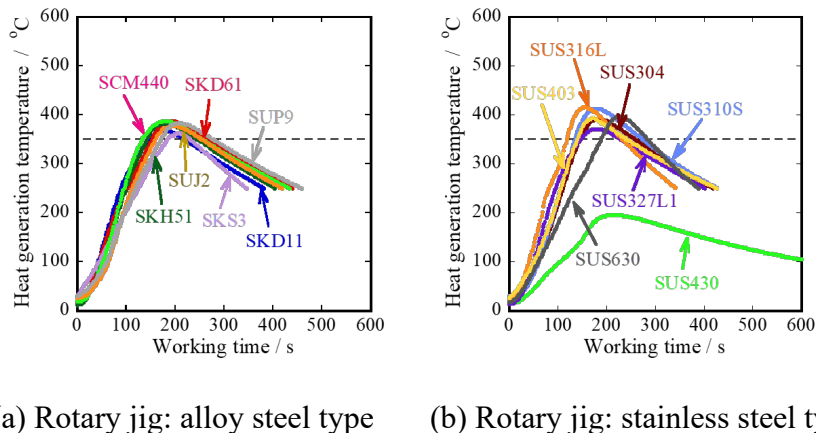 600
500
400
300
200
100
0
Heat generation temperature / °C
SCM440
SKD61
SUP9
SUJ2
SKH51
SKS3
SKD11
0 100 200 300 400 500 600
Working time / s
600
500
400
300
200
100
0
Heat generation temperature / °C
SUS316L
SUS304
SUS403
SUS310S
SUS327L1
SUS630
SUS430
0 100 200 300 400 500 600
Working time / s
a) Rotary jig: alloy steel type
(b) Rotary jig: stainless steel ty